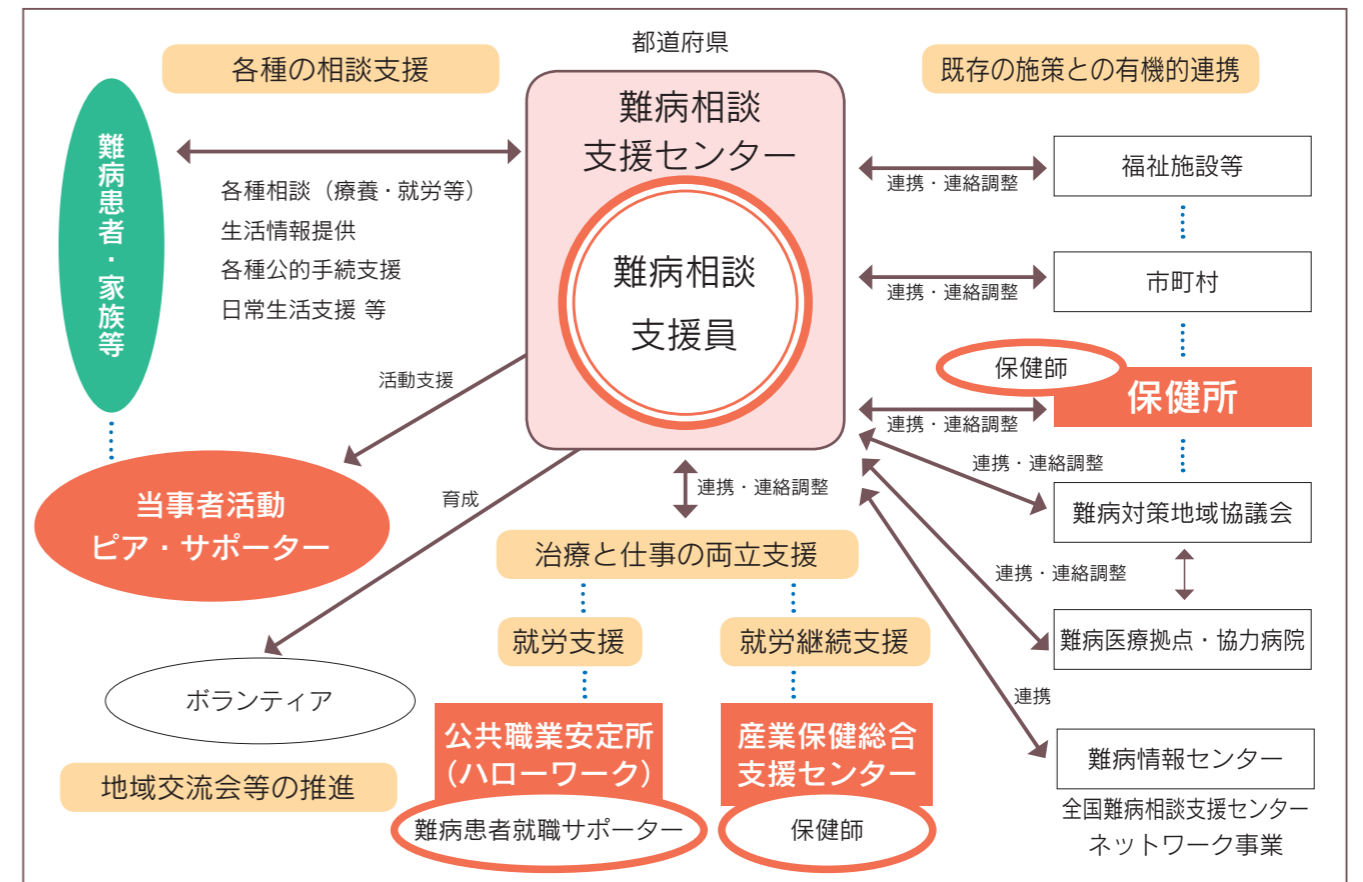 都道府県
各種の相談支援
既存の施策との有機的連携
難病相談
支援センター
難病相談
支援員
難病患者・家族等
各種相談（療養・就労等）
生活情報提供
各種公的手続支援
日常生活支援 等
活動支援
当事者活動
ピア・サポーター
育成
ボランティア
地域交流会等の推進
連携・連絡調整
治療と仕事の両立支援
就労支援
就労継続支援
公共職業安定所
（ハローワーク）
難病患者就職サポーター
産業保健総合
支援センター
保健師
連携・連絡調整
福祉施設等
連携・連絡調整
市町村
保健師
保健所
連携・連絡調整
連携・連絡調整
難病対策地域協議会
連携・連絡調整
難病医療拠点・協力病院
連携
難病情報センター
全国難病相談支援センター
ネットワーク事業